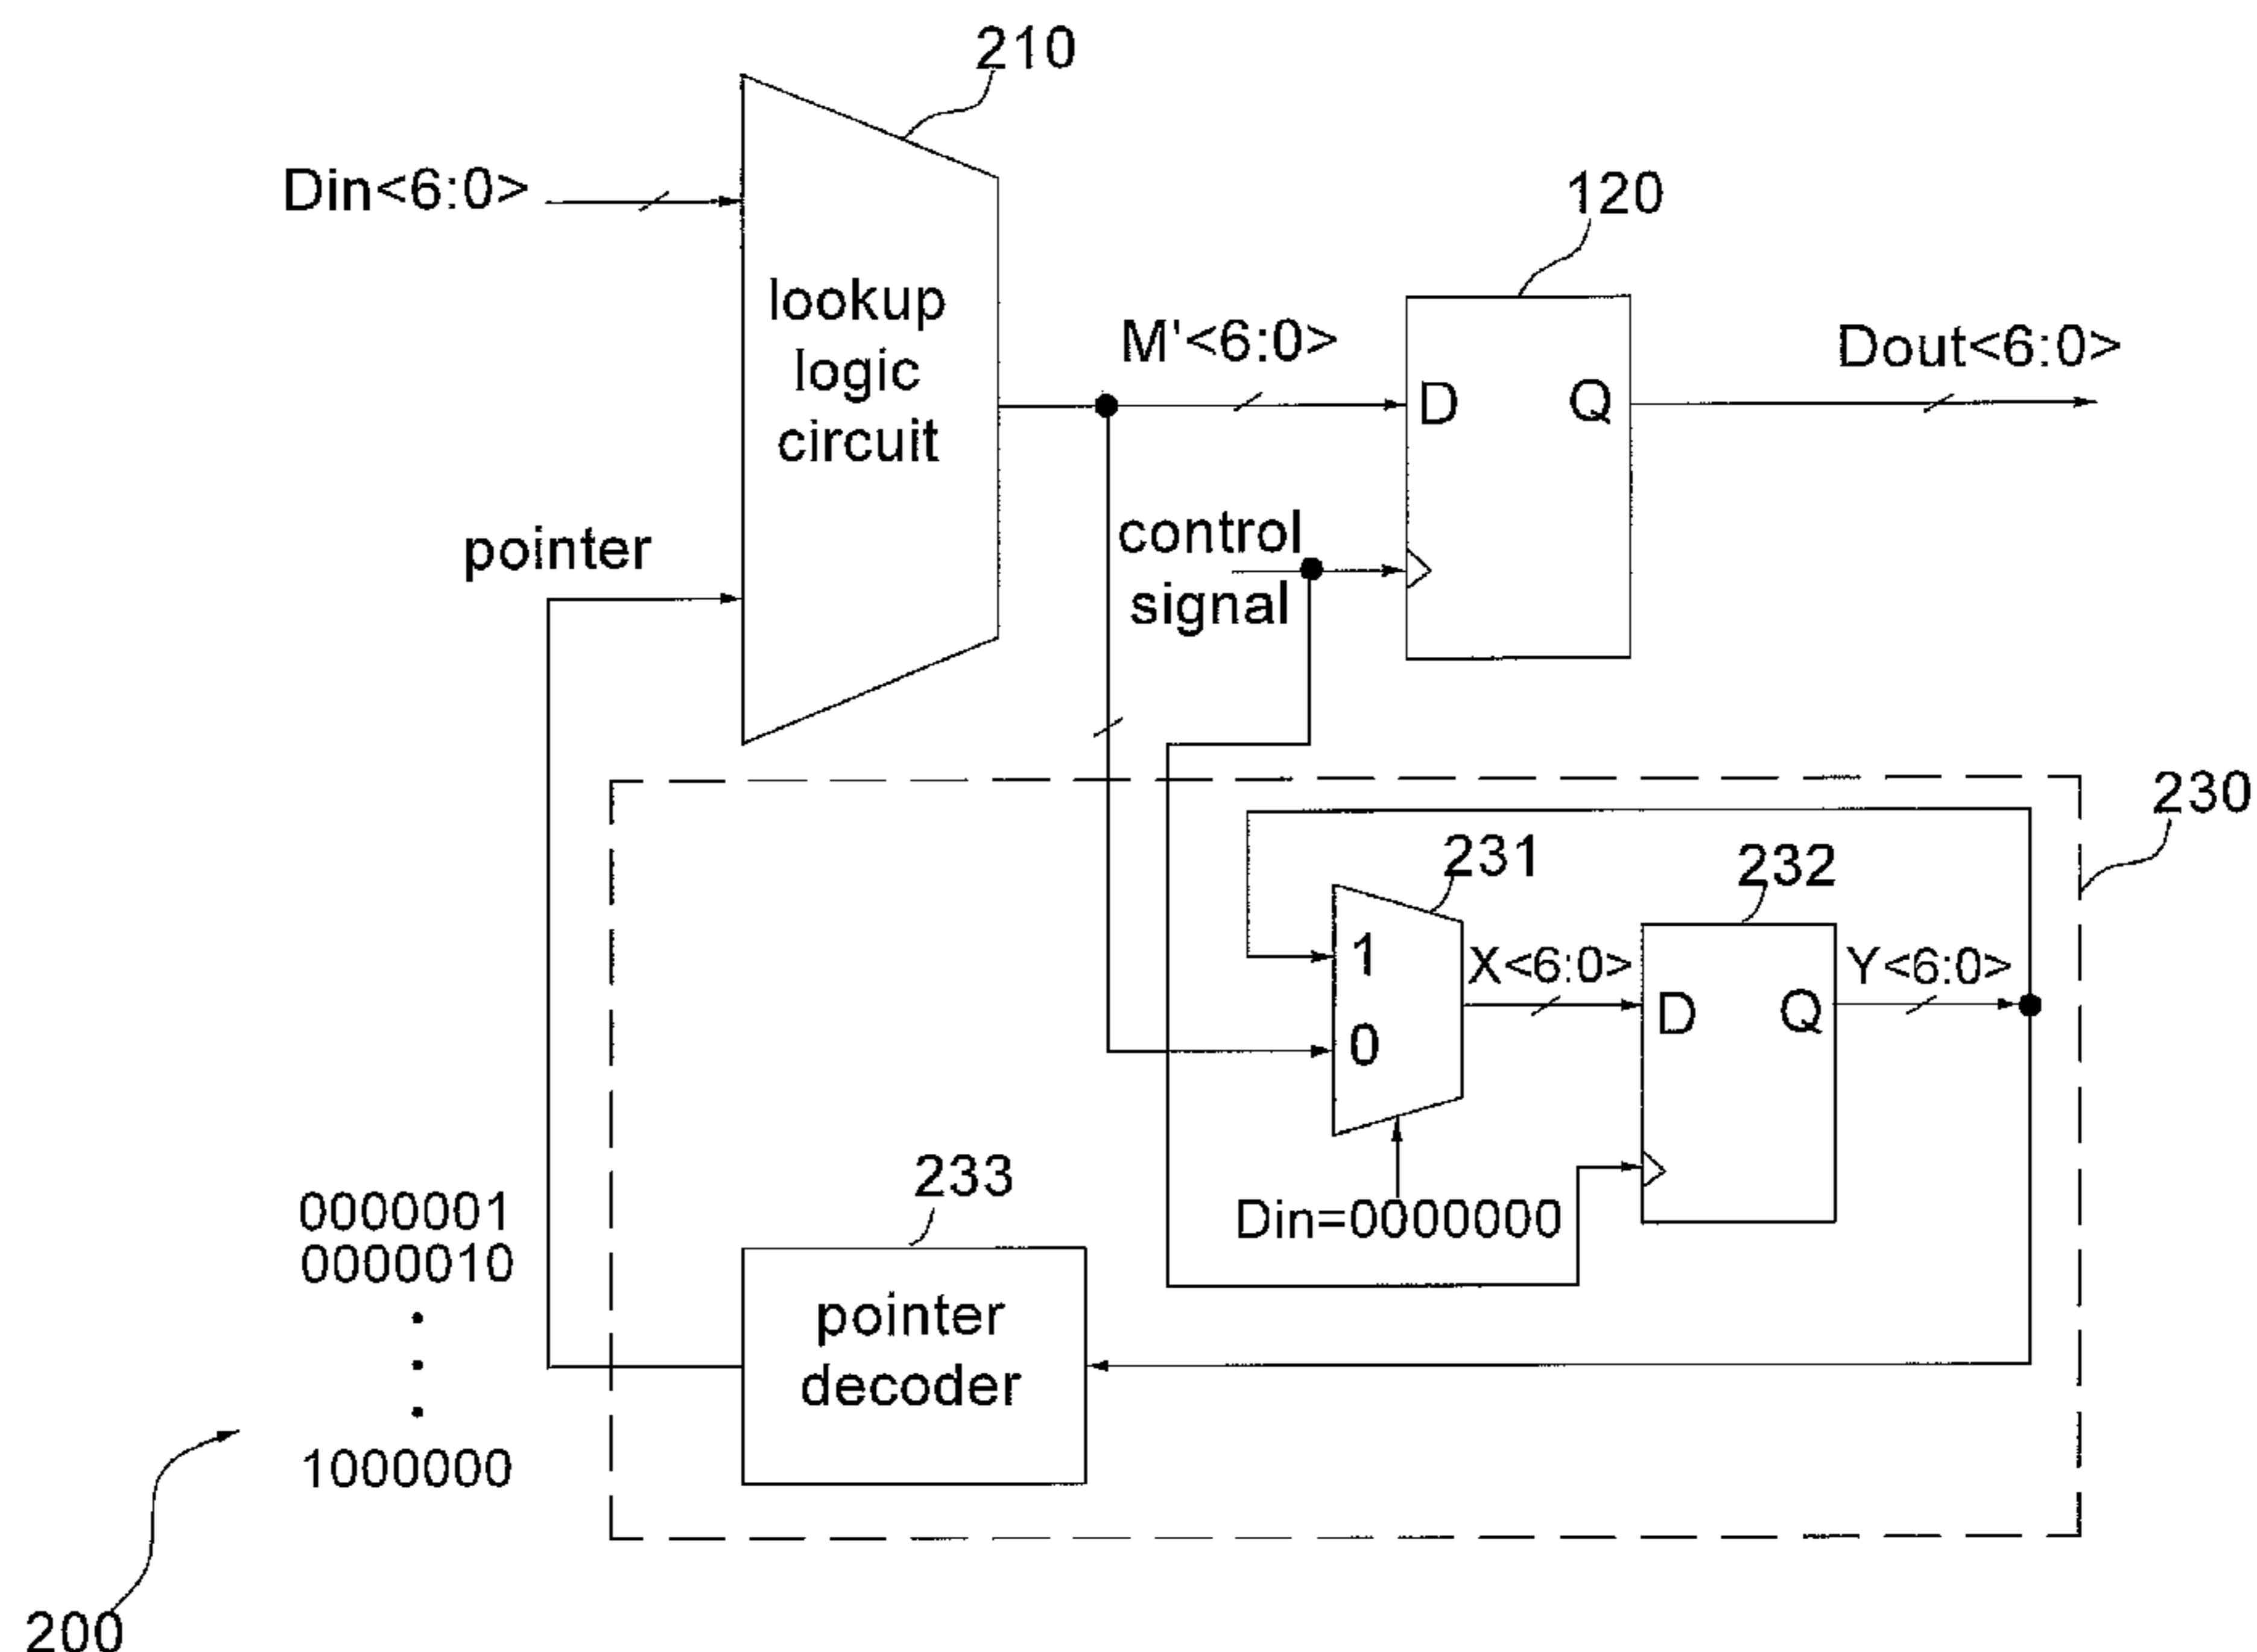 210
Din<6:0>
120
lookup
logic
circuit
M'<6:0>
Dout<6:0>
D
Q
pointer
control
signal
230
231
232
1
X<6:0>
Y<6:0>
D
Q
0
233
Din=0000000
0000001
0000010
1000000
pointer
decoder
200